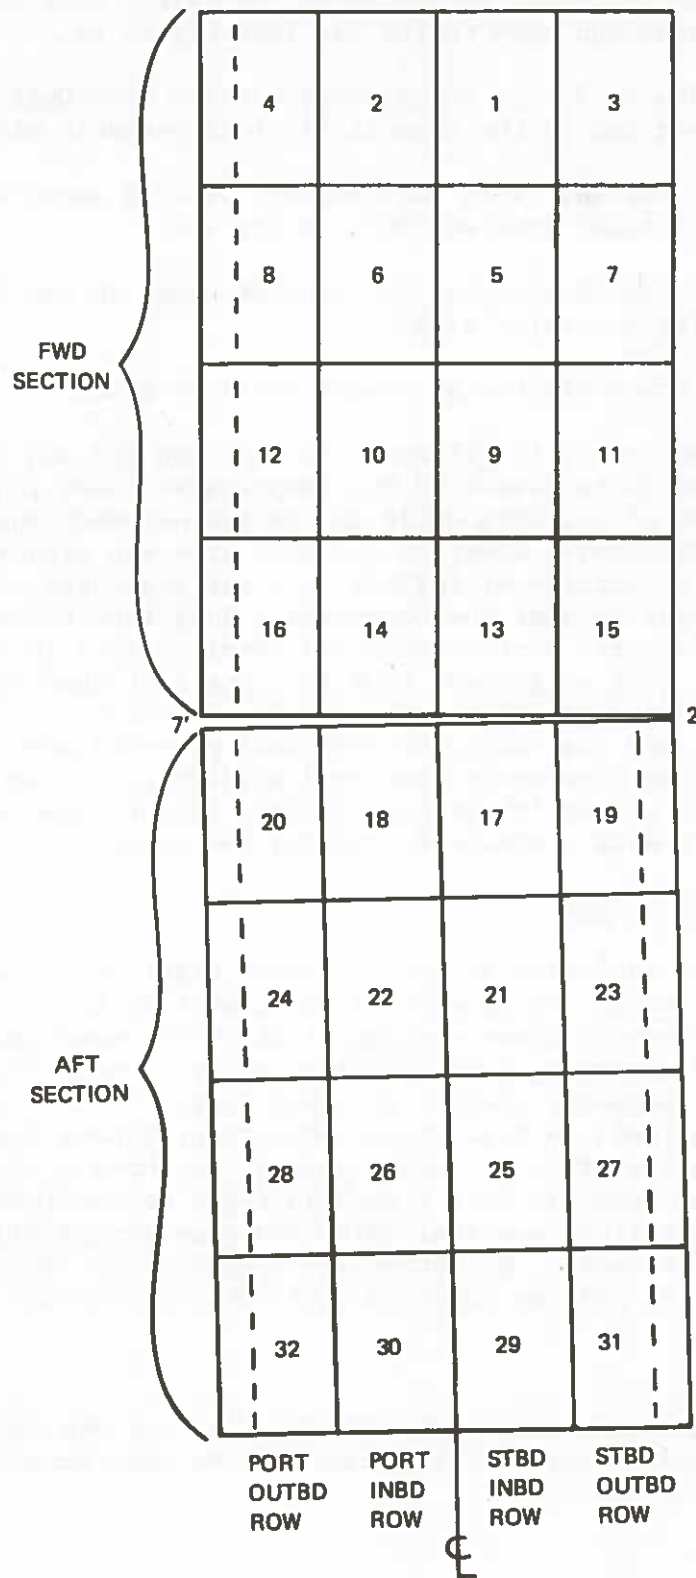 4 2 1 3
8 6 5 7
FWD
SECTION
12 10 9 11
16 14 13 15
7' 2
20 18 17 19
24 22 21 23
AFT
SECTION
28 26 25 27
32 30 29 31
PORT
OUTBD
ROW
PORT
INBD
ROW
STBD
INBD
ROW
STBD
OUTBD
ROW
℄